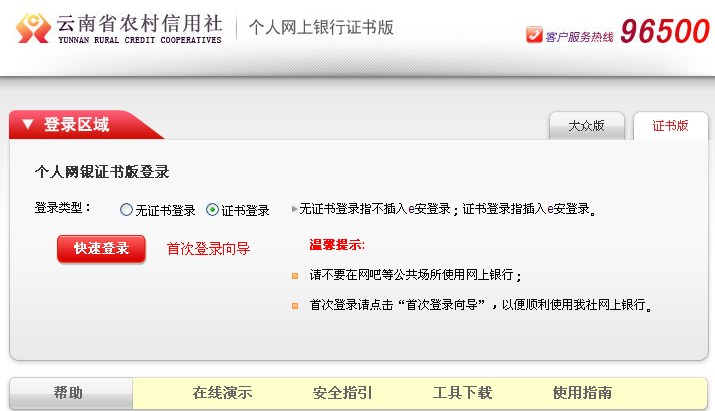 云南省农村信用社
YUNNAN RURAL CREDIT COOPERATIVES
个人网上银行证书版
客户服务热线 96500
登录区域
大众版 证书版
个人网银证书版登录
登录类型: 无证书登录 证书登录 无证书登录指不插入e安登录;证书登录指插入e安登录。
快速登录 首次登录向导 温馨提示:
请不要在网吧等公共场所使用网上银行;
首次登录请点击“首次登录向导”,以便顺利使用我社网上银行。
帮助 在线演示 安全指引 工具下载 使用指南